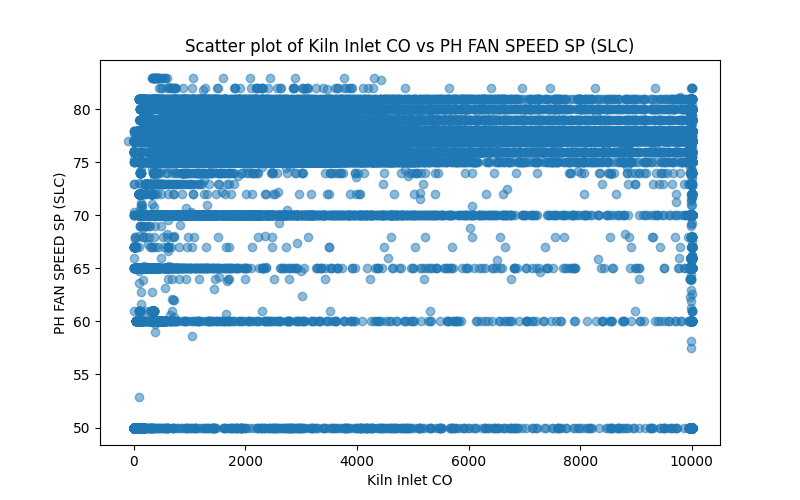 Scatter plot of Kiln Inlet CO vs PH FAN SPEED SP (SLC)
PH FAN SPEED SP (SLC)
80
75
70
65
60
55
50
0 2000 4000 6000 8000 10000
Kiln Inlet CO